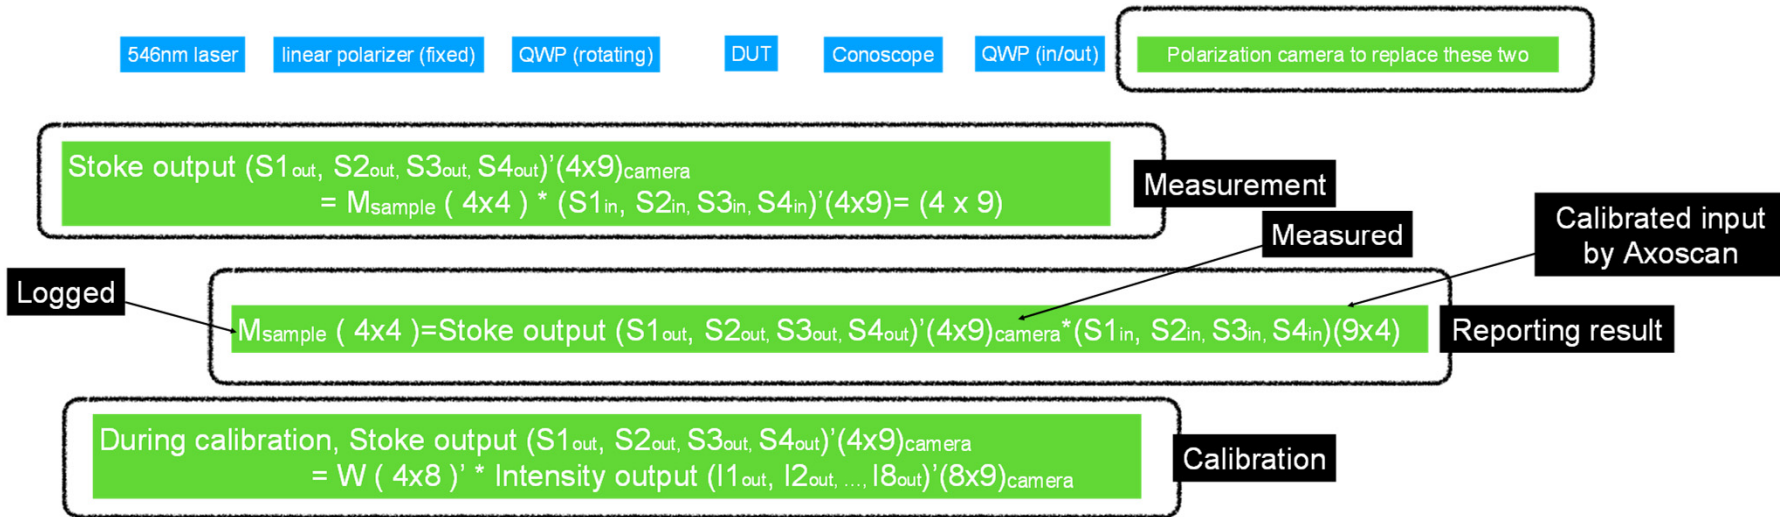 546nm laser
linear polarizer (fixed)
QWP (rotating)
DUT
Conoscope
QWP (in/out)
Polarization camera to replace these two
Stoke output (S1out, S2out, S3out, S4out)'(4x9)camera
= Msample ( 4x4 ) * (S1in, S2in, S3in, S4in)'(4x9)= (4 x 9)
Measurement
Measured
Calibrated input
by Axoscan
Logged
Msample ( 4x4 )=Stoke output (S1out, S2out, S3out, S4out)'(4x9)camera*(S1in, S2in, S3in, S4in)(9x4)
Reporting result
During calibration, Stoke output (S1out, S2out, S3out, S4out)'(4x9)camera
= W ( 4x8 )' * Intensity output (I1out, I2out, ..., I8out)'(8x9)camera
Calibration